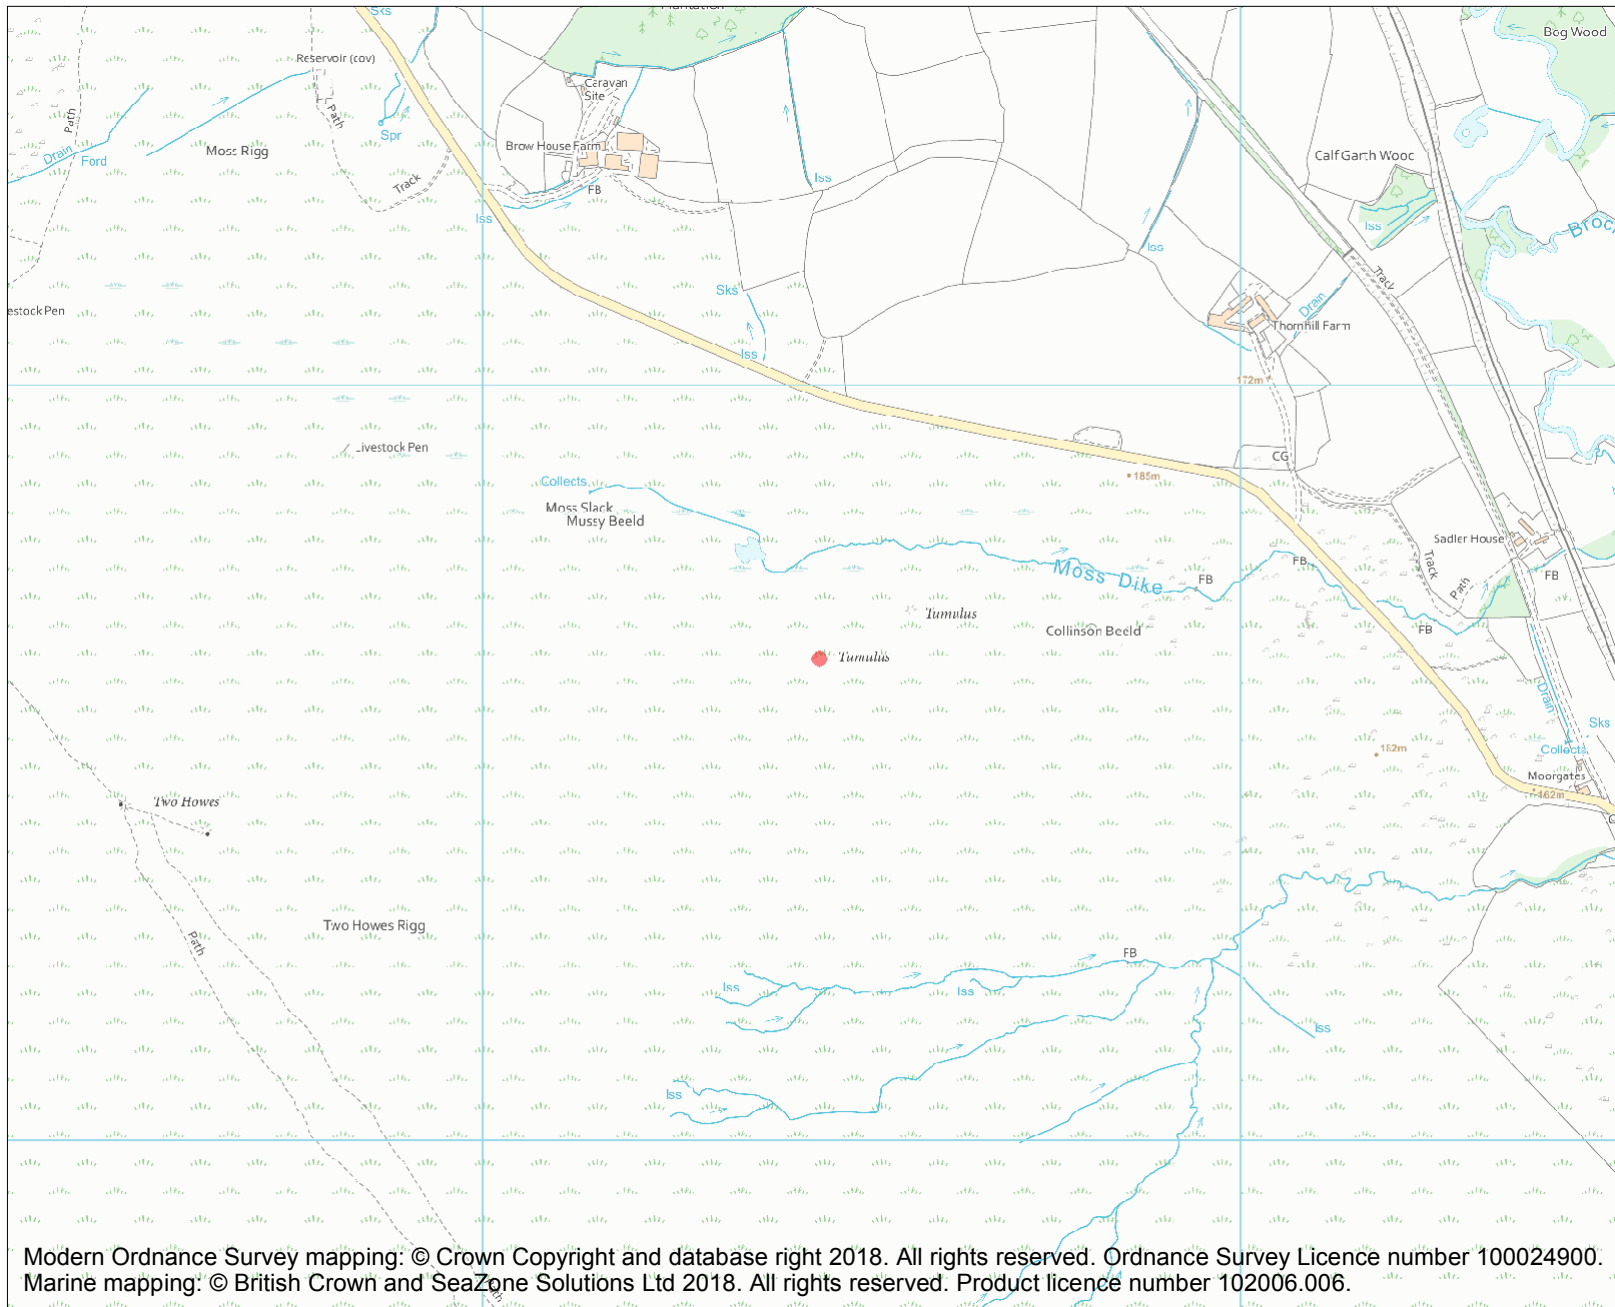 Sks
Plantation
Bog Wood
Reservoir (cov)
Caravan
Site
Path
Path
Spr
Drain
Ford
Moss Rigg
Brow House Farm
Calf Garth Wood
Track
FB
Iss
Iss
Iss
Iss
Track
Sks
Drain
Thornhill Farm
estock Pen
Iss
172m
Livestock Pen
CG
185m
Collects
Moss Slack
Mussy Beeld
Sadler House
Track
FB
Moss Dike
FB
FB
Path
Tumulus
Collinson Beeld
FB
Tumulus
Drain
Sks
182m
Collects
Moorgates
162m
Two Howes
Two Howes Rigg
Path
FB
Iss
Iss
Iss
Iss
Modern Ordnance Survey mapping: © Crown Copyright and database right 2018. All rights reserved. Ordnance Survey Licence number 100024900.
Marine mapping: © British Crown and SeaZone Solutions Ltd 2018. All rights reserved. Product licence number 102006.006.